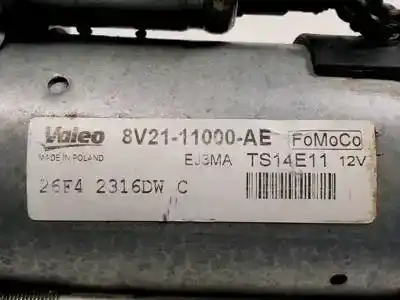 Valeo 8V21-11000-AE FoMoCo
MADE IN POLAND EJ3MA TS14E11 12V
26F4 2316DW C